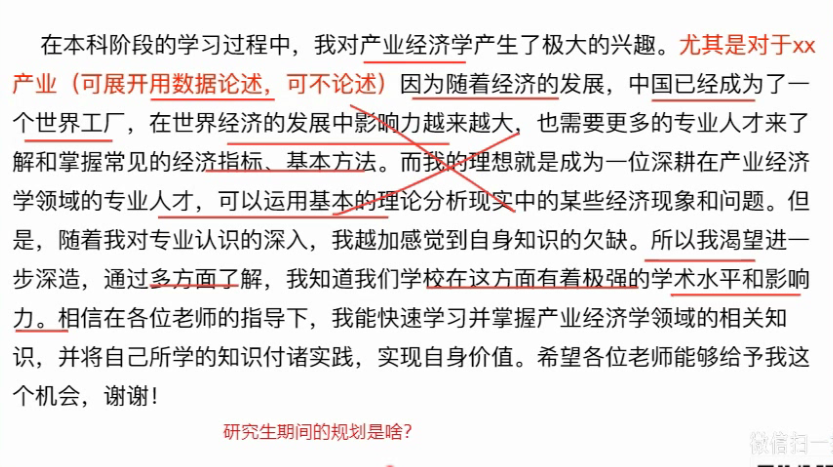 在本科阶段的学习过程中，我对产业经济学产生了极大的兴趣。尤其是对于xx
产业（可展开用数据论述，可不论述）因为随着经济的发展，中国已经成为了一
个世界工厂，在世界经济的发展中影响力越来越大，也需要更多的专业人才来了
解和掌握常见的经济指标、基本方法。而我的理想就是成为一位深耕在产业经济
学领域的专业人才，可以运用基本的理论分析现实中的某些经济现象和问题。但
是，随着我对专业认识的深入，我越加感觉到自身知识的欠缺。所以我渴望进一
步深造，通过多方面了解，我知道我们学校在这方面有着极强的学术水平和影响
力。相信在各位老师的指导下，我能快速学习并掌握产业经济学领域的相关知
识，并将自己所学的知识付诸实践，实现自身价值。希望各位老师能够给予我这
个机会，谢谢！
研究生期间的规划是啥？
微信扫一